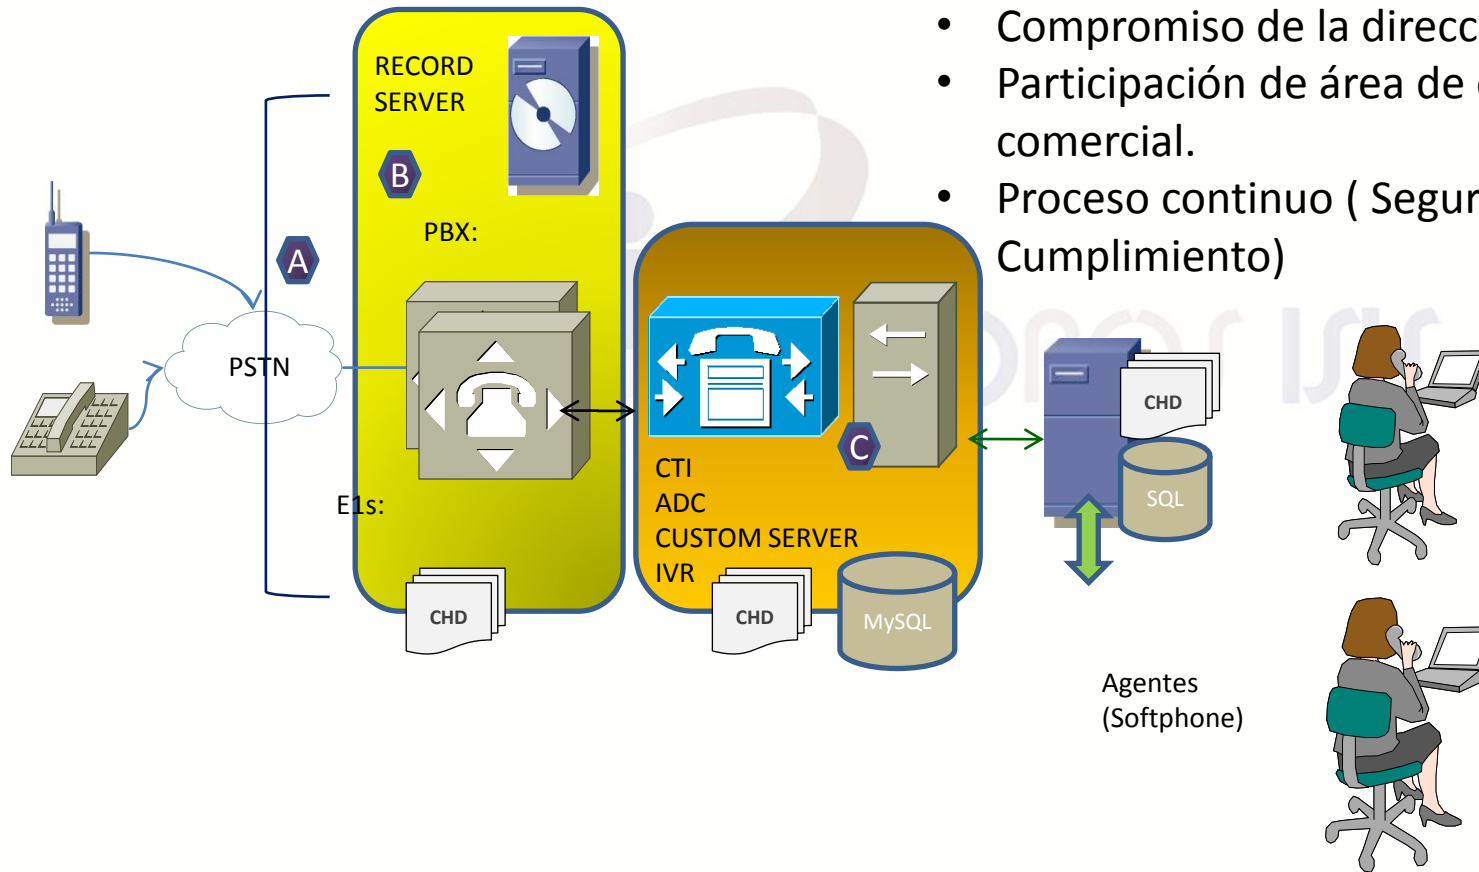 • Compromiso de la direcc
• Participación de área de
comercial.
• Proceso continuo ( Segur
Cumplimiento)
RECORD
SERVER
B
PBX:
A
PSTN
E1s:
CHD
C
CTI
ADC
CUSTOM SERVER
IVR
CHD
MySQL
CHD
SQL
Agentes
(Softphone)